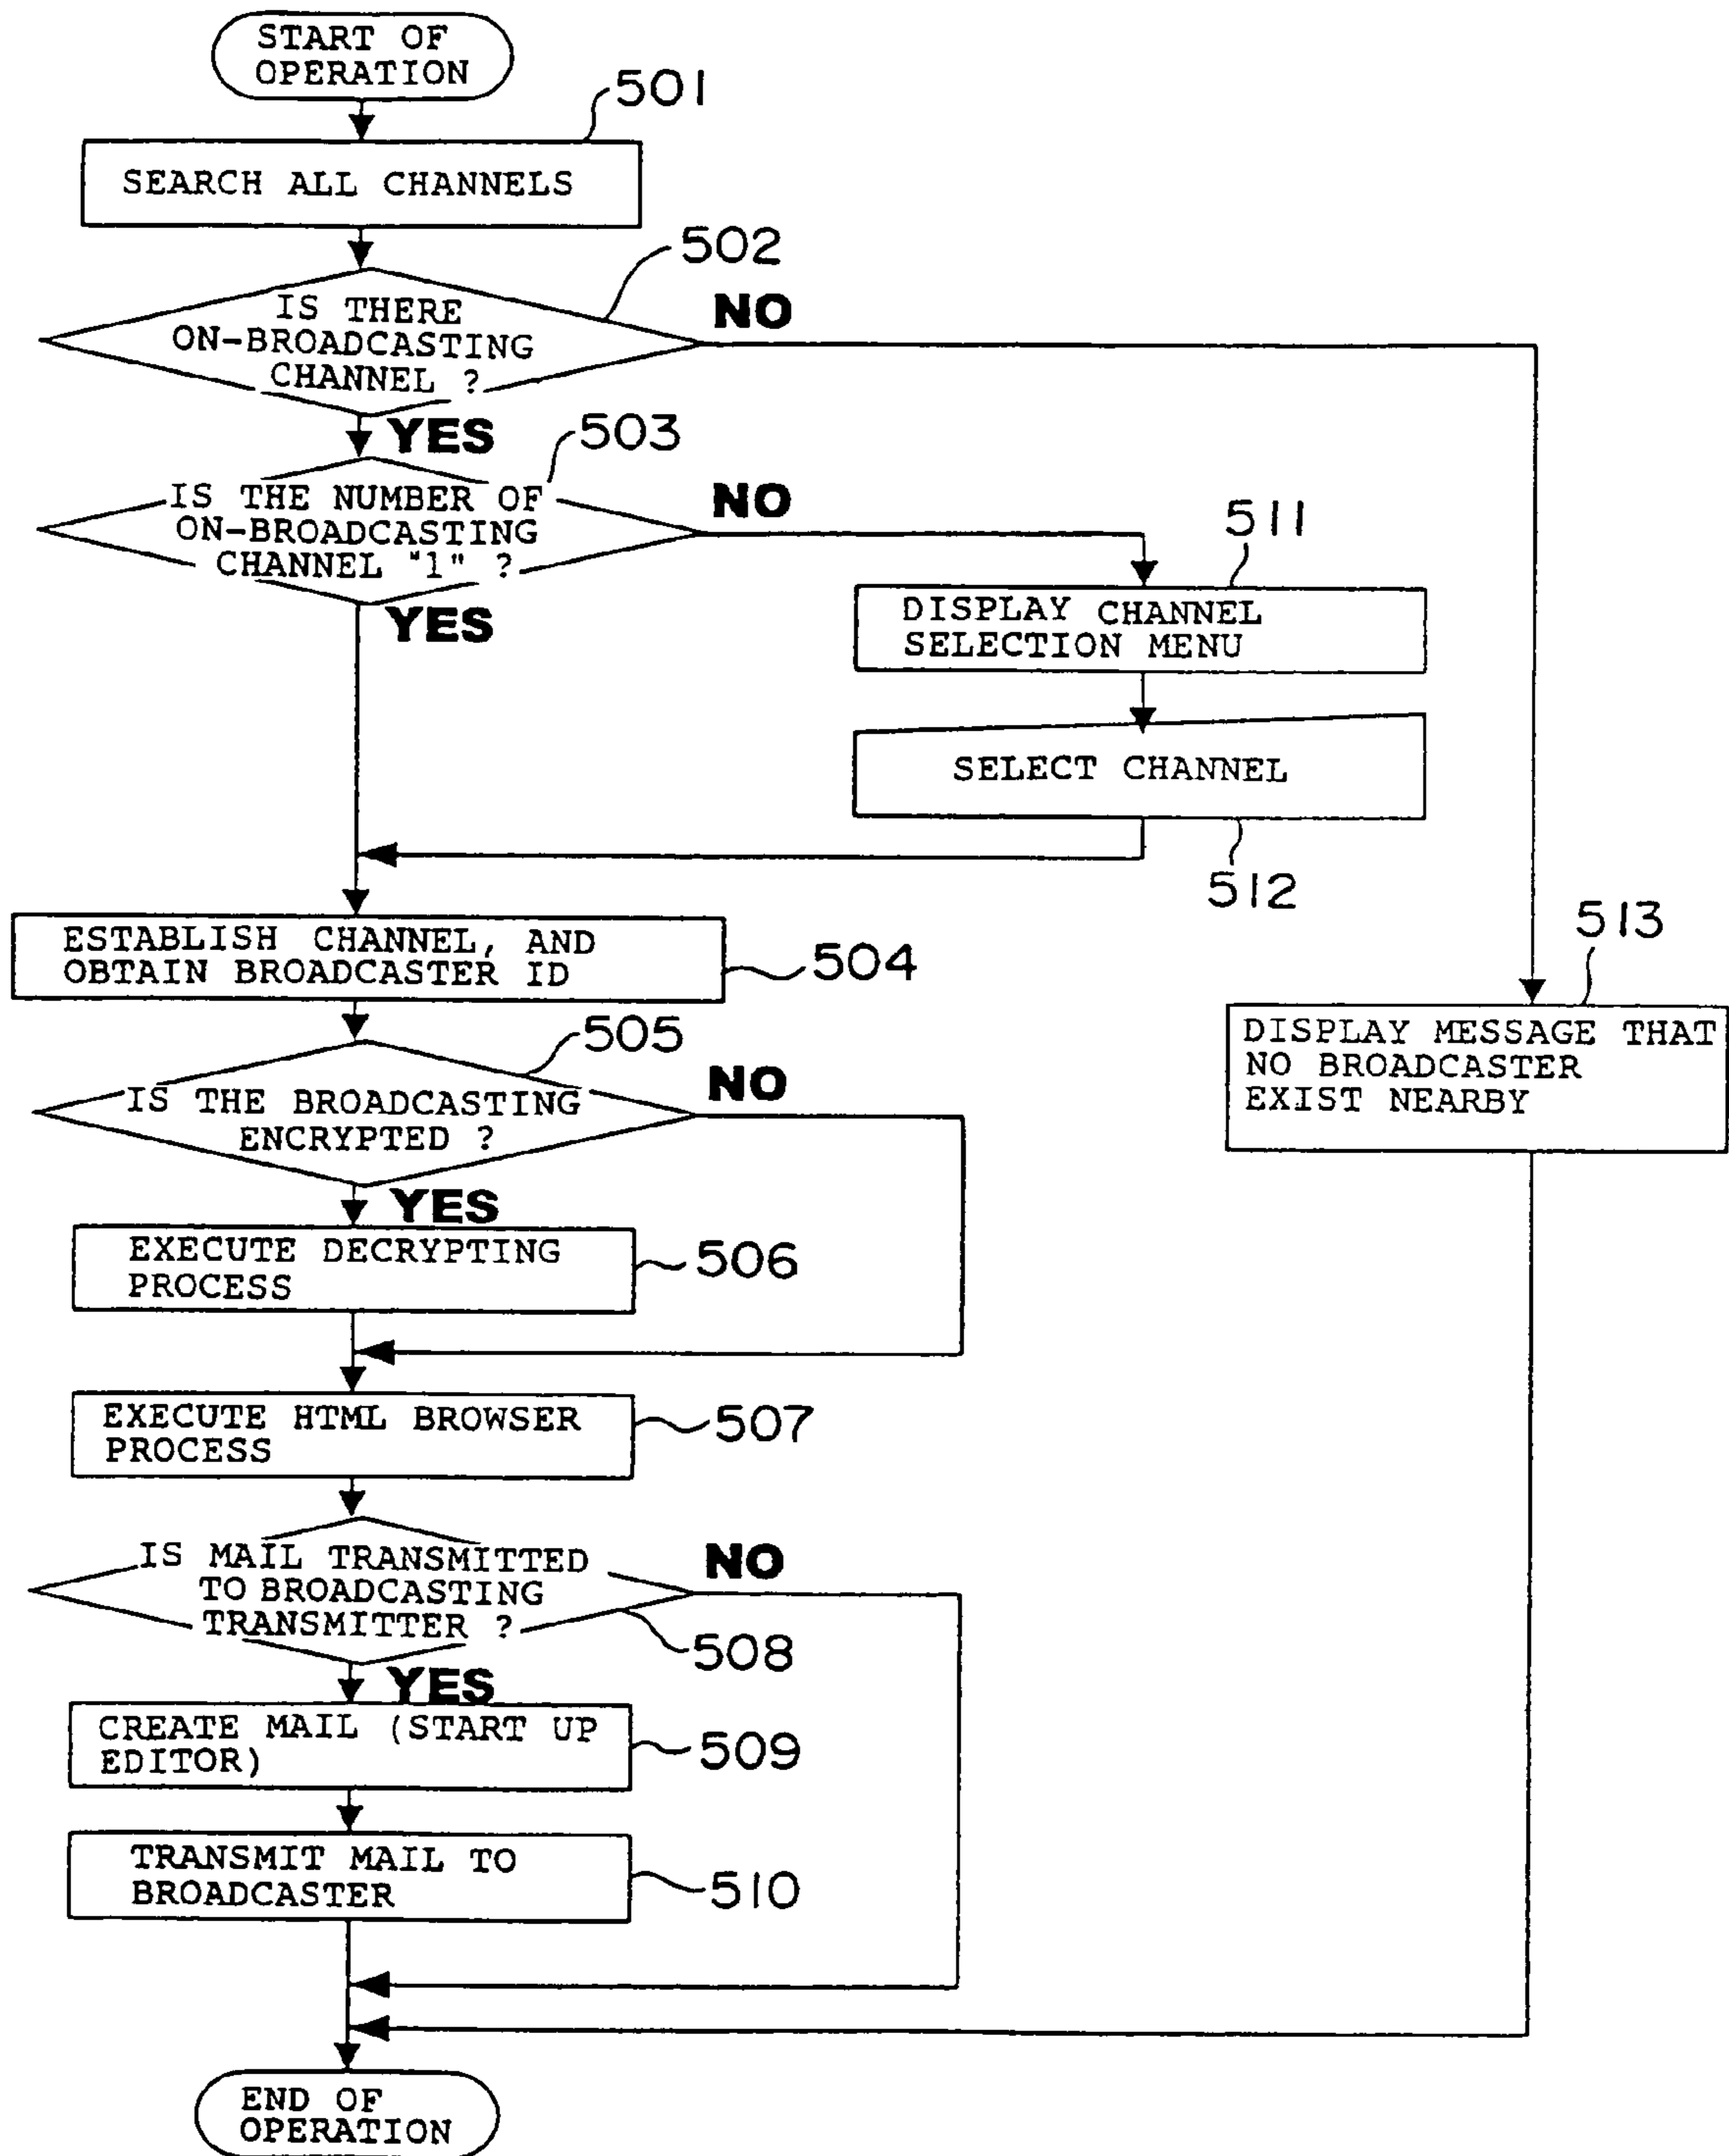 START OF
OPERATION
501
SEARCH ALL CHANNELS
502
IS THERE
ON-BROADCASTING
CHANNEL ?
NO
YES
503
IS THE NUMBER OF
ON-BROADCASTING
CHANNEL "1" ?
NO
YES
511
DISPLAY CHANNEL
SELECTION MENU
SELECT CHANNEL
512
ESTABLISH CHANNEL, AND
OBTAIN BROADCASTER ID
504
513
DISPLAY MESSAGE THAT
NO BROADCASTER
EXIST NEARBY
505
IS THE BROADCASTING
ENCRYPTED ?
NO
YES
EXECUTE DECRYPTING
PROCESS
506
EXECUTE HTML BROWSER
PROCESS
507
IS MAIL TRANSMITTED
TO BROADCASTING
TRANSMITTER ?
NO
508
YES
CREATE MAIL (START UP
EDITOR)
509
TRANSMIT MAIL TO
BROADCASTER
510
END OF
OPERATION